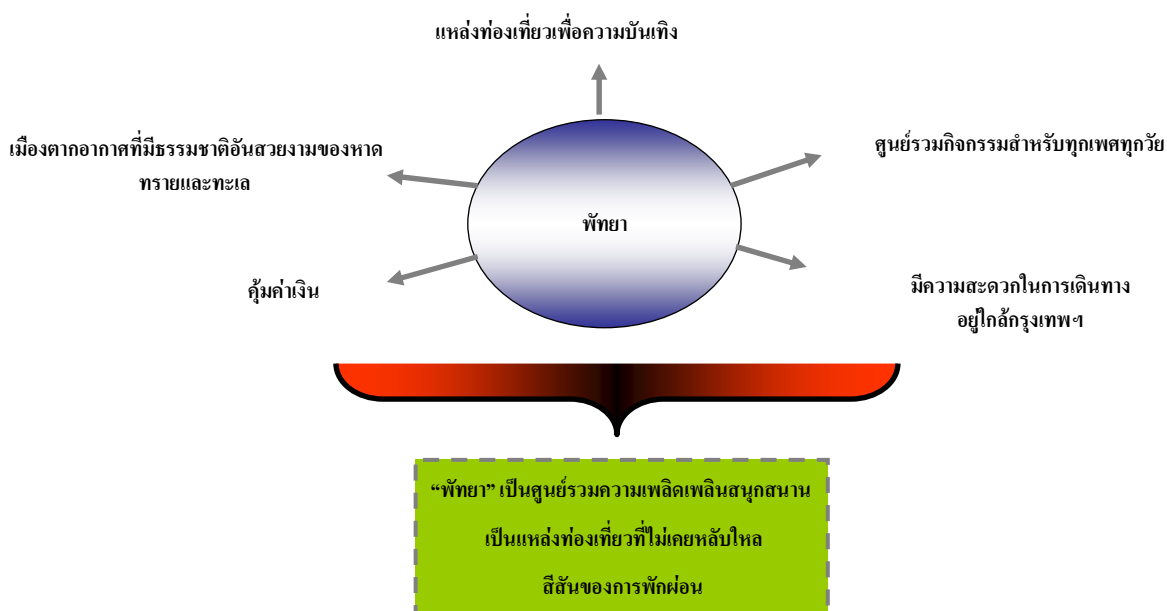 แหล่งท่องเที่ยวเพื่อความบันเทิง
เมืองตากอากาศที่มีธรรมชาติอันสวยงามของหาด
ทรายและทะเล
ศูนย์รวมกิจกรรมสำหรับทุกเพศทุกวัย
พัทยา
คุ้มค่าเงิน
มีความสะดวกในการเดินทาง
อยู่ใกล้กรุงเทพฯ
“พัทยา” เป็นศูนย์รวมความเพลิดเพลินสนุกสนาน
เป็นแหล่งท่องเที่ยวที่ไม่เคยหลับใหล
สีสันของการพักผ่อน